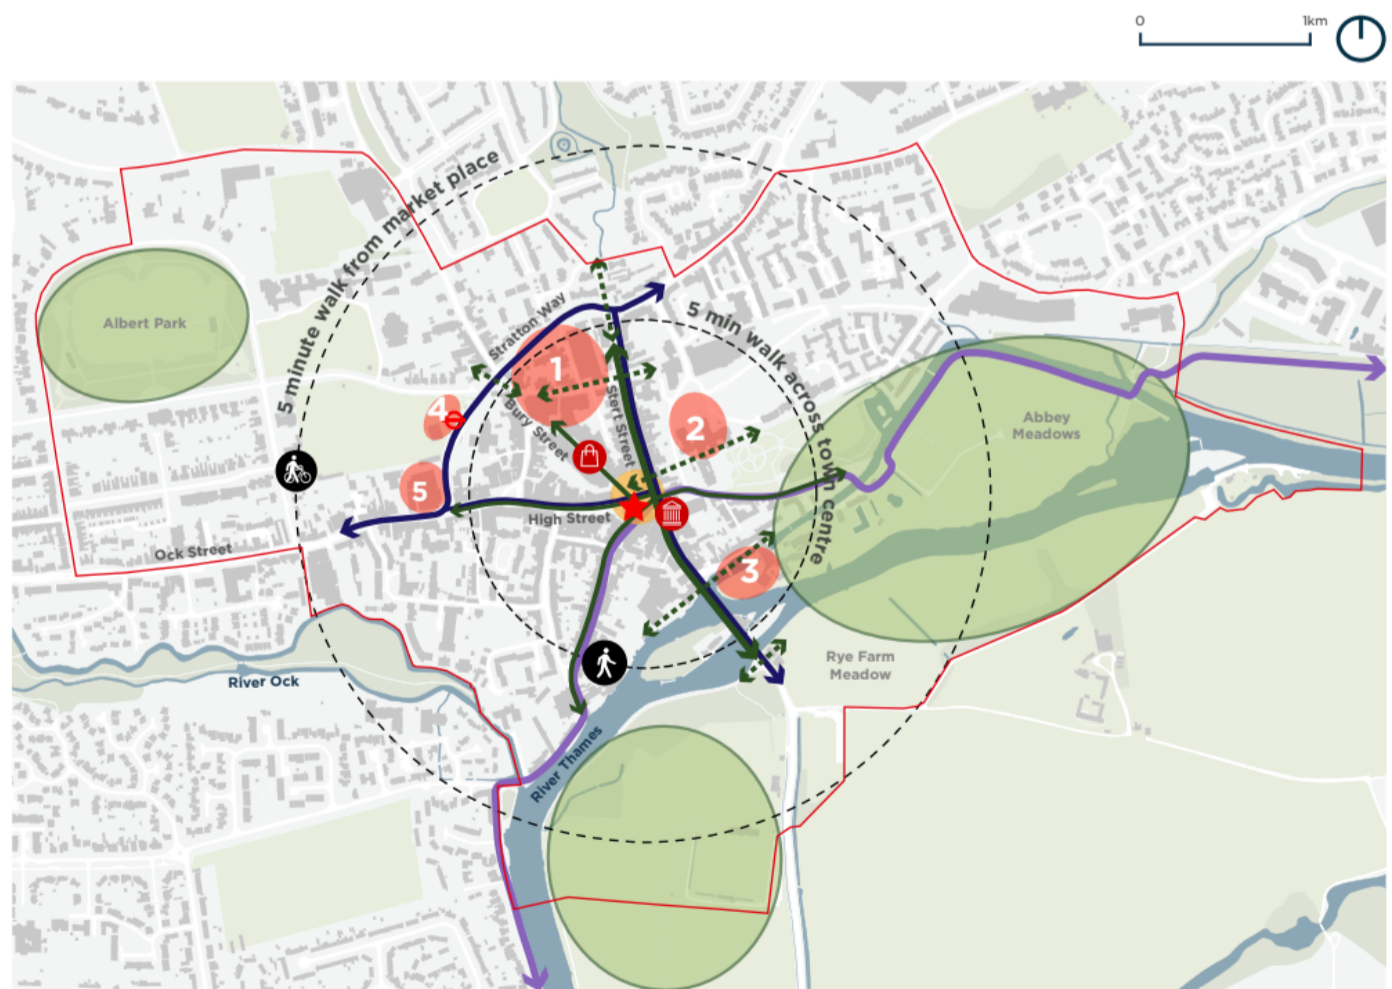 0 1km
5 minute walk from market place
5 min walk across town centre
Albert Park
Stratton Way
1
Bury Street
Stert Street
2
4
5
Abbey
Meadows
High Street
Ock Street
3
River Ock
Rye Farm
Meadow
River Thames